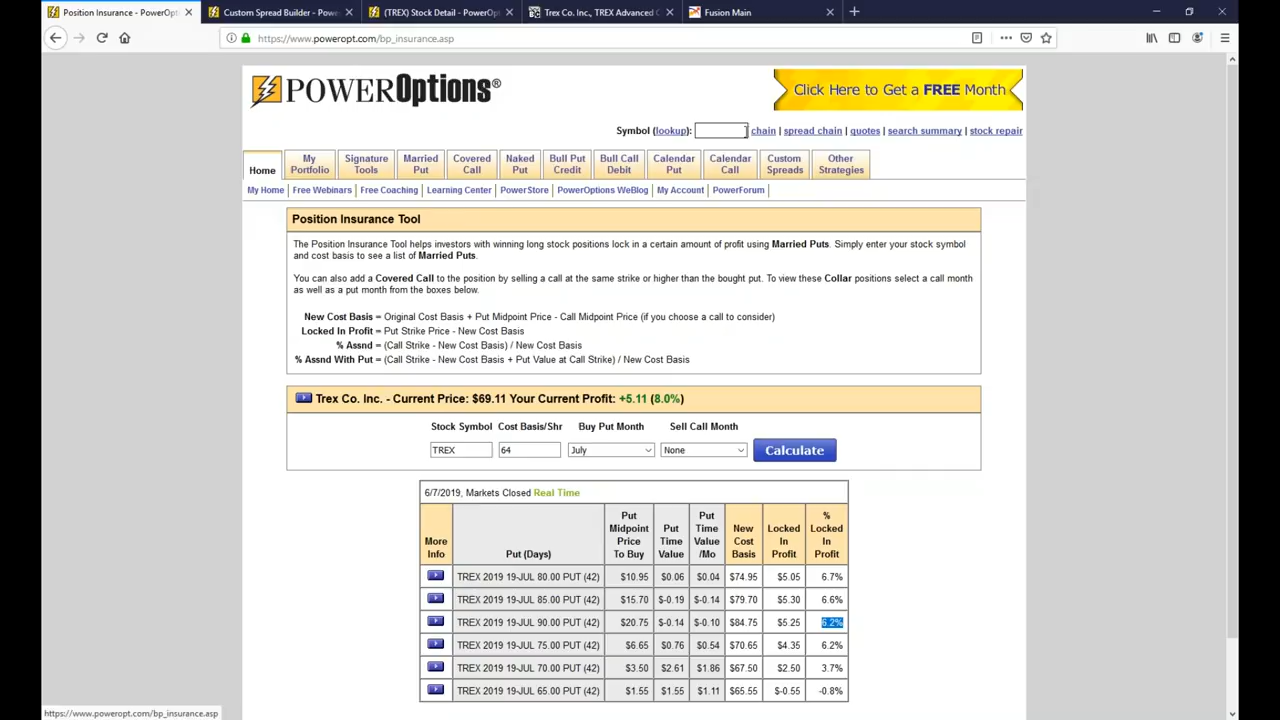 Position Insurance - PowerOpti
Custom Spread Builder - Powe
(TREX) Stock Detail - PowerOpt
Trex Co. Inc., TREX Advanced C
Fusion Main
https://www.poweropt.com/bp_insurance.asp
POWEROptions®
Click Here to Get a FREE Month
Symbol (lookup): chain | spread chain | quotes | search summary | stock repair
Home
My Portfolio
Signature Tools
Married Put
Covered Call
Naked Put
Bull Put Credit
Bull Call Debit
Calendar Put
Calendar Call
Custom Spreads
Other Strategies
My Home | Free Webinars | Free Coaching | Learning Center | PowerStore | PowerOptions WeBlog | My Account | PowerForum |
Position Insurance Tool
The Position Insurance Tool helps investors with winning long stock positions lock in a certain amount of profit using Married Puts. Simply enter your stock symbol
and cost basis to see a list of Married Puts.
You can also add a Covered Call to the position by selling a call at the same strike or higher than the bought put. To view these Collar positions select a call month
as well as a put month from the boxes below.
New Cost Basis = Original Cost Basis + Put Midpoint Price - Call Midpoint Price (if you choose a call to consider)
Locked In Profit = Put Strike Price - New Cost Basis
% Assnd = (Call Strike - New Cost Basis) / New Cost Basis
% Assnd With Put = (Call Strike - New Cost Basis + Put Value at Call Strike) / New Cost Basis
Trex Co. Inc. - Current Price: $69.11 Your Current Profit: +5.11 (8.0%)
Stock Symbol Cost Basis/Shr Buy Put Month Sell Call Month
TREX 64 July None Calculate
6/7/2019, Markets Closed Real Time
More Info Put (Days) Put Midpoint Price To Buy Put Time Value Put Time Value /Mo New Cost Basis Locked In Profit % Locked In Profit
TREX 2019 19-JUL 80.00 PUT (42) $10.95 $0.06 $0.04 $74.95 $5.05 6.7%
TREX 2019 19-JUL 85.00 PUT (42) $15.70 $-0.19 $-0.14 $79.70 $5.30 6.6%
TREX 2019 19-JUL 90.00 PUT (42) $20.75 $-0.14 $-0.10 $84.75 $5.25 6.2%
TREX 2019 19-JUL 75.00 PUT (42) $6.65 $0.76 $0.54 $70.65 $4.35 6.2%
TREX 2019 19-JUL 70.00 PUT (42) $3.50 $2.61 $1.86 $67.50 $2.50 3.7%
TREX 2019 19-JUL 65.00 PUT (42) $1.55 $1.55 $1.11 $65.55 $-0.55 -0.8%
https://www.poweropt.com/bp_insurance.asp